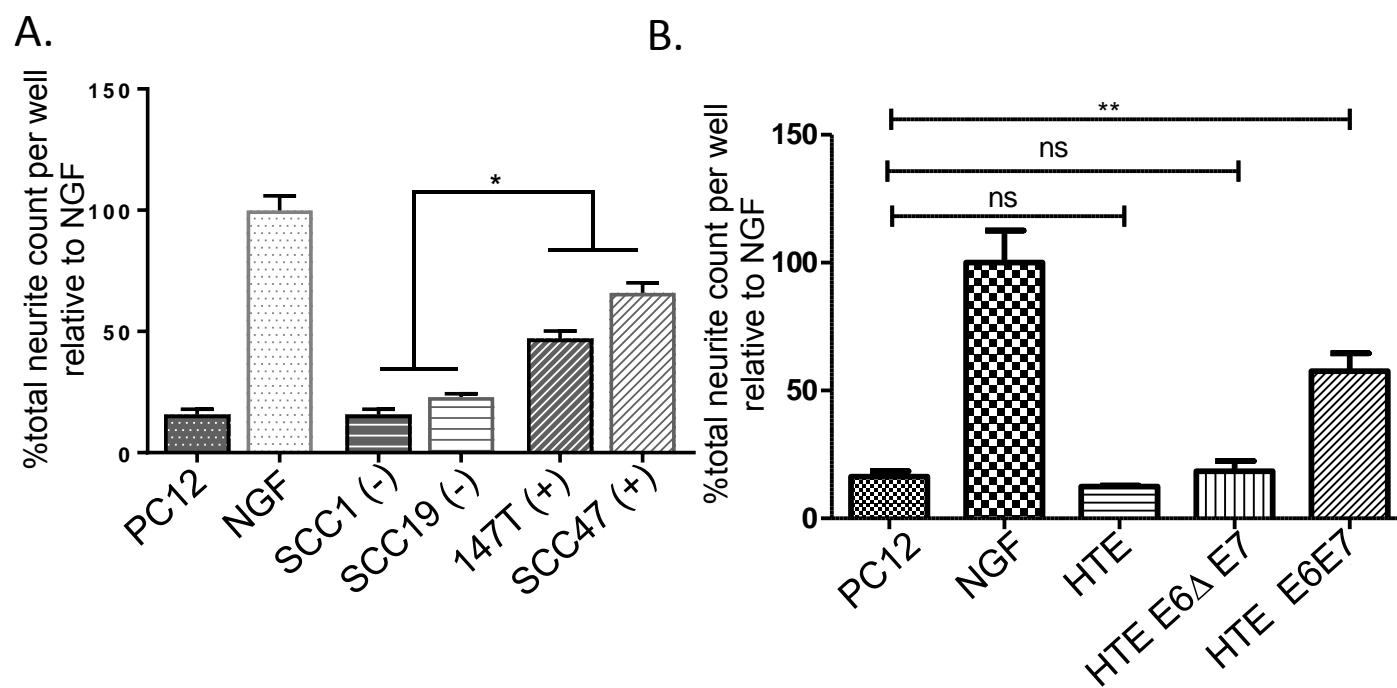 A.
%total neurite count per well
relative to NGF
150
100
50
0
*
PC12
NGF
SCC1 (-)
SCC19 (-)
147T (+)
SCC47 (+)
B.
%total neurite count per well
relative to NGF
150
100
50
0
**
ns
ns
PC12
NGF
HTE
HTE E6Δ E7
HTE E6E7